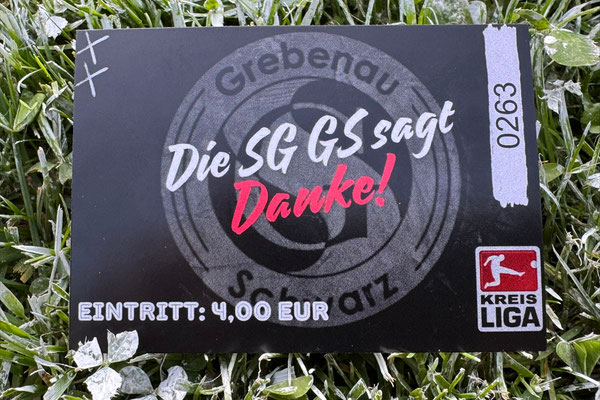 Grebenau
Die SG GS sagt
Danke!
Schwarz
0263
EINTRITT: 4,00 EUR
KREIS
LIGA